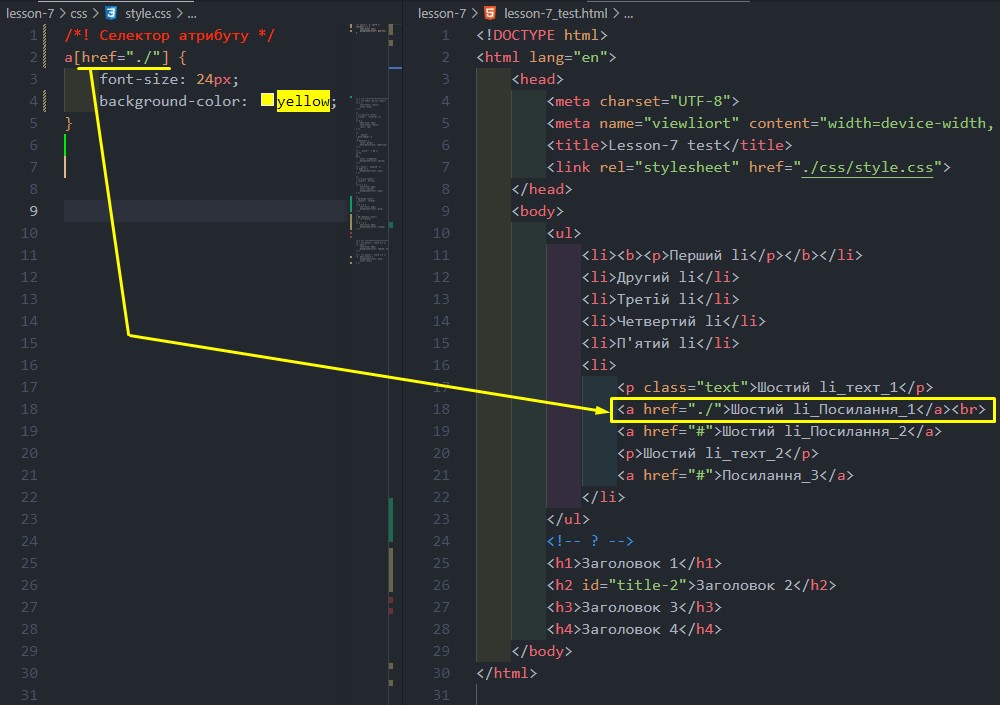 lesson-7 > css > style.css > ...
1 /*! Селектор атрибуту */
2 a[href="./"] {
3 font-size: 24px;
4 background-color: yellow;
5 }
6
7
8
9
10
11
12
13
14
15
16
17
18
19
20
21
22
23
24
25
26
27
28
29
30
31
lesson-7 > lesson-7_test.html > ...
1 <!DOCTYPE html>
2 <html lang="en">
3 <head>
4 <meta charset="UTF-8">
5 <meta name="viewliort" content="width=device-width,
6 <title>Lesson-7 test</title>
7 <link rel="stylesheet" href="./css/style.css">
8 </head>
9 <body>
10 <ul>
11 <li><b><p>Перший li</p></b></li>
12 <li>Другий li</li>
13 <li>Третій li</li>
14 <li>Четвертий li</li>
15 <li>П'ятий li</li>
16 <li>
17 <p class="text">Шостий li_текст_1</p>
18 <a href="./">Шостий li_Посилання_1</a><br>
19 <a href="#">Шостий li_Посилання_2</a>
20 <p>Шостий li_текст_2</p>
21 <a href="#">Посилання_3</a>
22 </li>
23 </ul>
24 <!-- ? -->
25 <h1>Заголовок 1</h1>
26 <h2 id="title-2">Заголовок 2</h2>
27 <h3>Заголовок 3</h3>
28 <h4>Заголовок 4</h4>
29 </body>
30 </html>
31